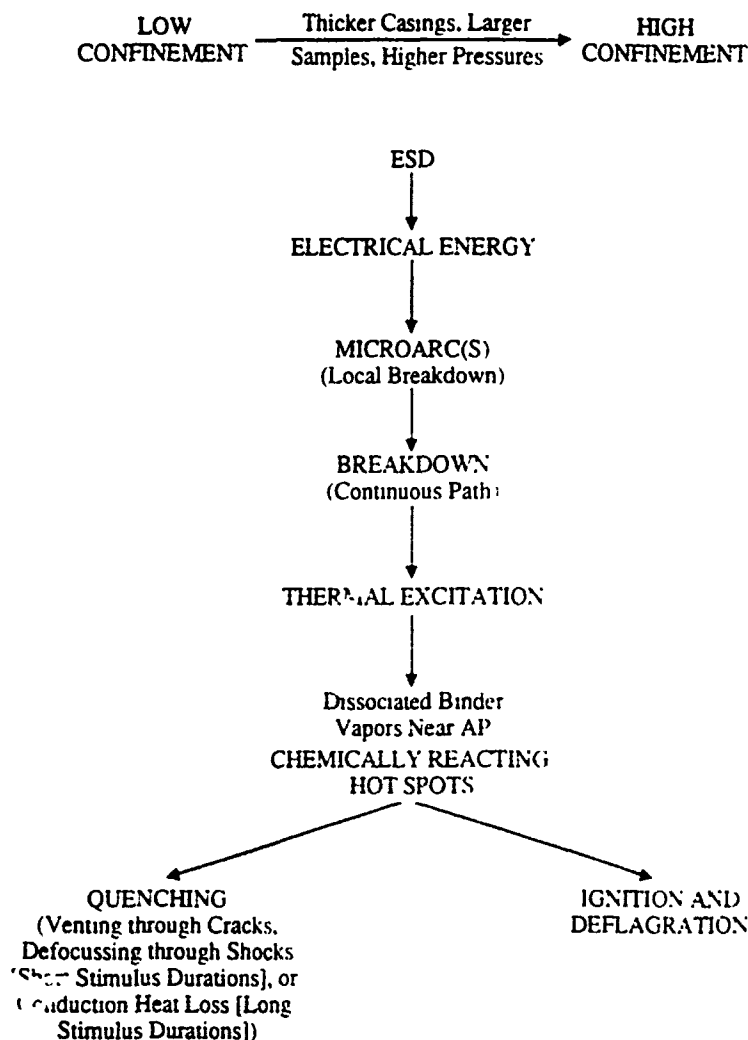 LOW CONFINEMENT
Thicker Casings, Larger
Samples, Higher Pressures
HIGH CONFINEMENT
ESD
ELECTRICAL ENERGY
MICROARC(S)
(Local Breakdown)
BREAKDOWN
(Continuous Path)
THERMAL EXCITATION
Dissociated Binder
Vapors Near AP
CHEMICALLY REACTING
HOT SPOTS
QUENCHING
(Venting through Cracks,
Defocussing through Shocks
[Short Stimulus Durations], or
Conduction Heat Loss [Long
Stimulus Durations])
IGNITION AND
DEFLAGRATION